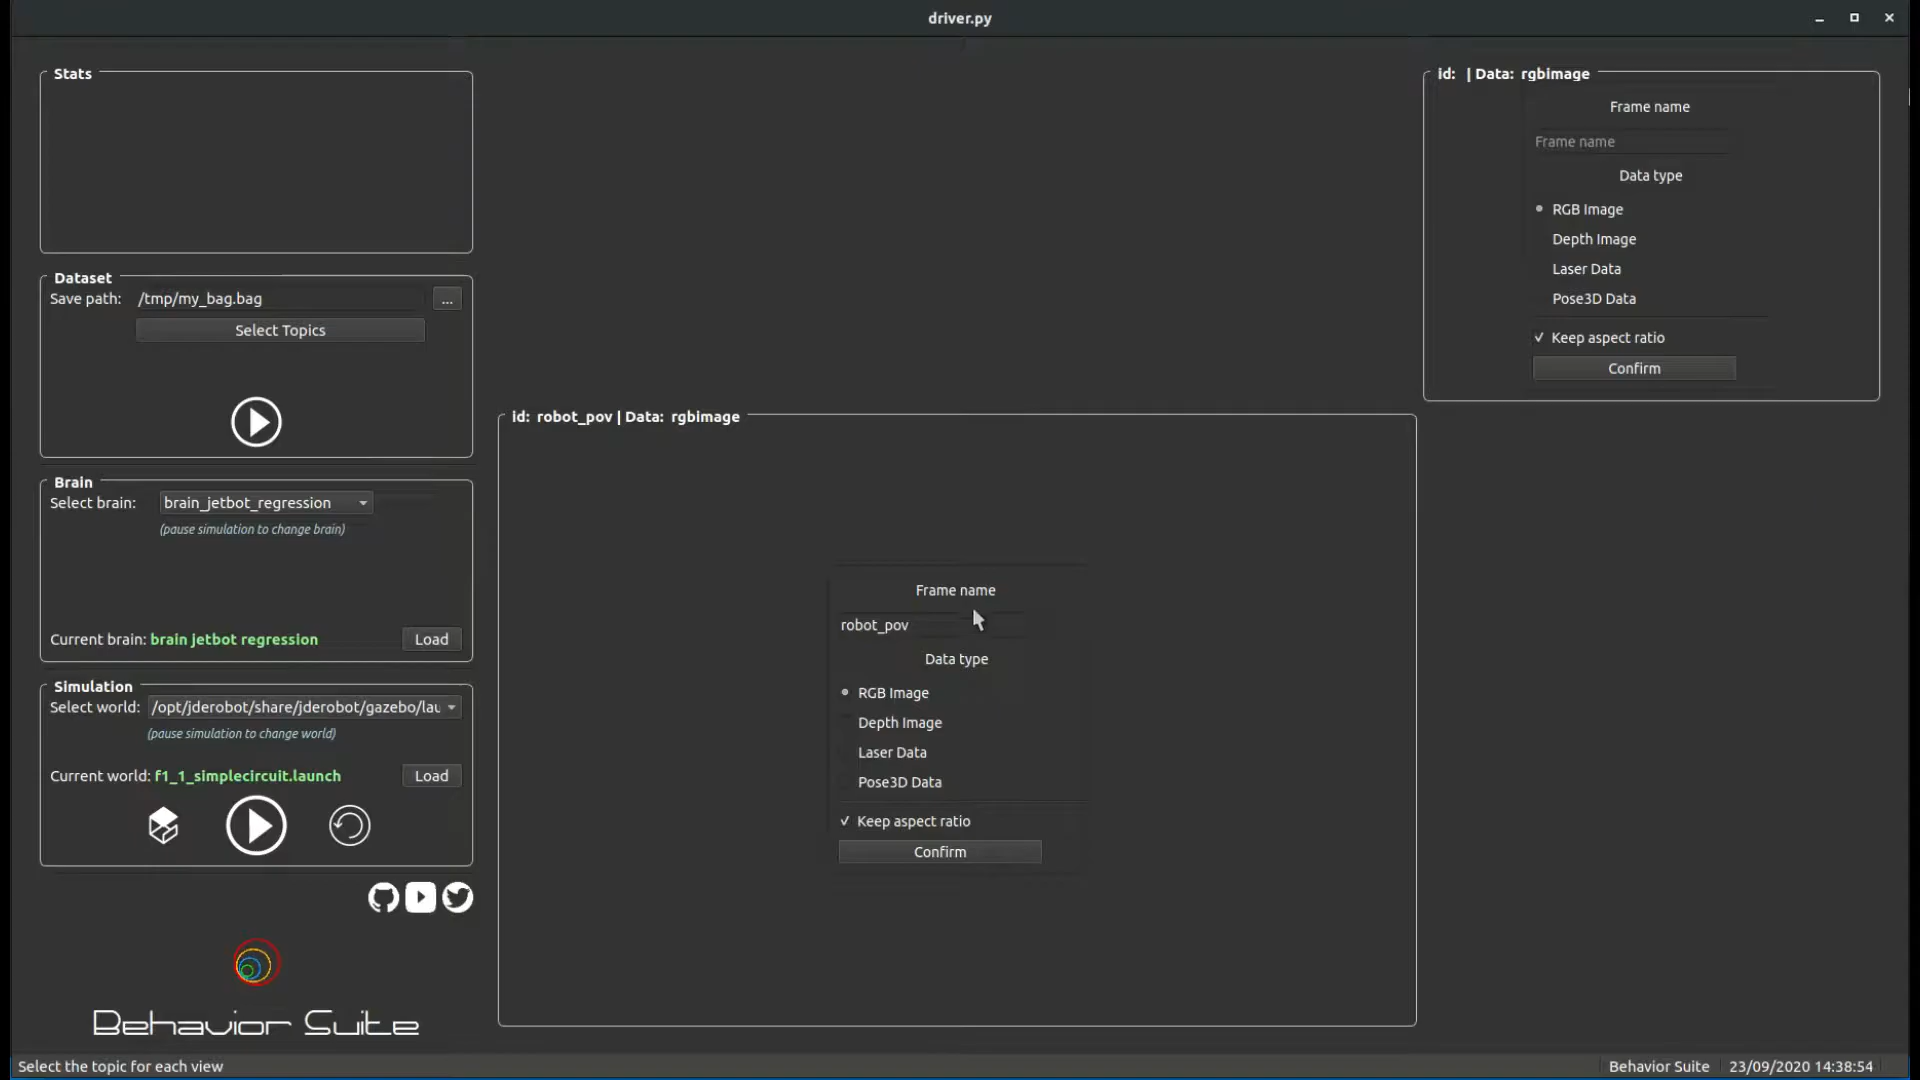 driver.py
Stats
Dataset
Save path: /tmp/my_bag.bag ...
Select Topics
Brain
Select brain: brain_jetbot_regression
(pause simulation to change brain)
Current brain: brain jetbot regression Load
Simulation
Select world: /opt/jderobot/share/jderobot/gazebo/lau
(pause simulation to change world)
Current world: f1_1_simplecircuit.launch Load
Behavior Suite
id: robot_pov | Data: rgbimage
Frame name
robot_pov
Data type
RGB Image
Depth Image
Laser Data
Pose3D Data
✓ Keep aspect ratio
Confirm
id: | Data: rgbimage
Frame name
Frame name
Data type
RGB Image
Depth Image
Laser Data
Pose3D Data
✓ Keep aspect ratio
Confirm
Select the topic for each view
Behavior Suite 23/09/2020 14:38:54